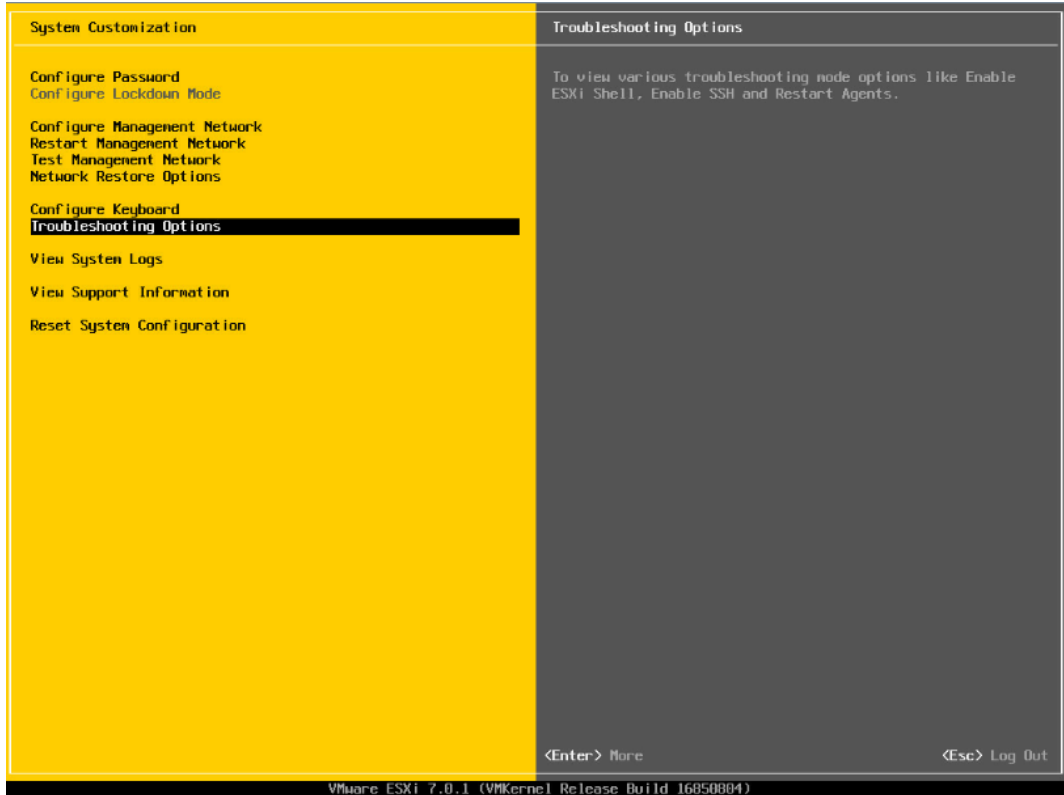 System Customization
Configure Password
Configure Lockdown Mode
Configure Management Network
Restart Management Network
Test Management Network
Network Restore Options
Configure Keyboard
Troubleshooting Options
View System Logs
View Support Information
Reset System Configuration
Troubleshooting Options
To view various troubleshooting mode options like Enable
ESXi Shell, Enable SSH and Restart Agents.
<Enter> More
<Esc> Log Out
VMware ESXi 7.0.1 (VMKernel Release Build 16850804)